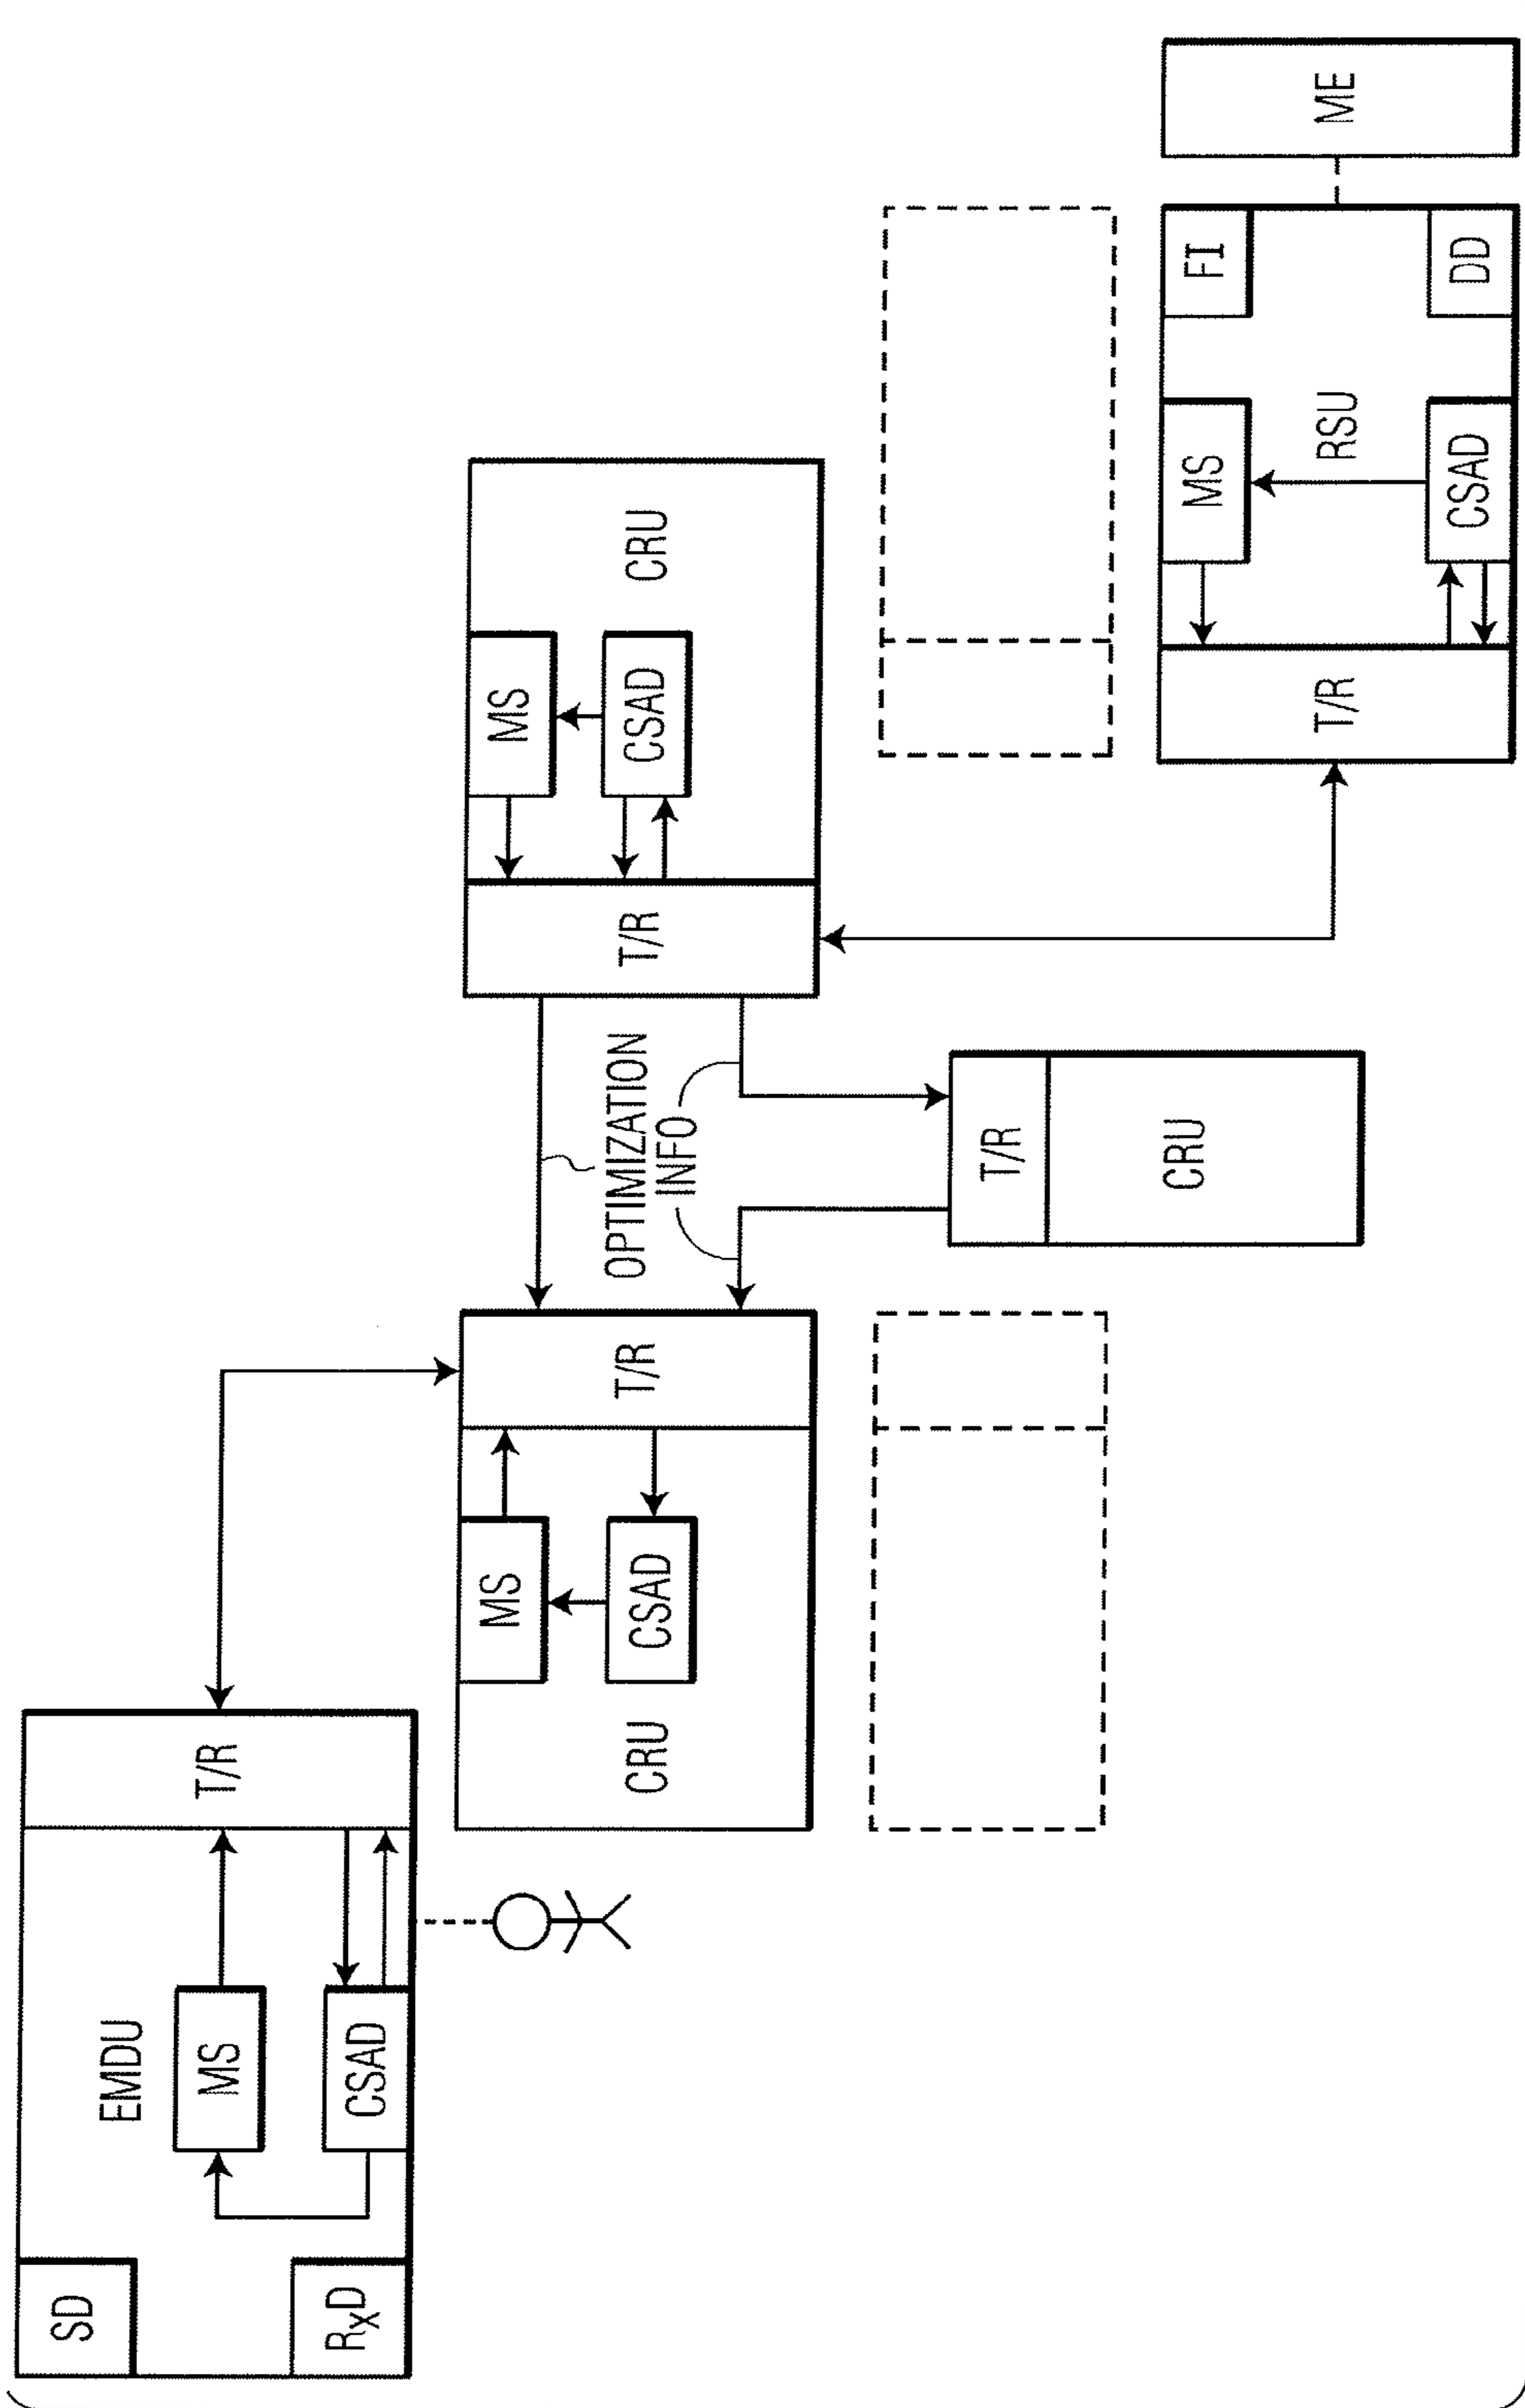 SD
RxD
EMDU
MS
CSAD
T/R
CRU
MS
CSAD
T/R
OPTIMIZATION
INFO
T/R
CRU
T/R
MS
CSAD
CRU
T/R
MS
CSAD
RSU
FI
DD
ME